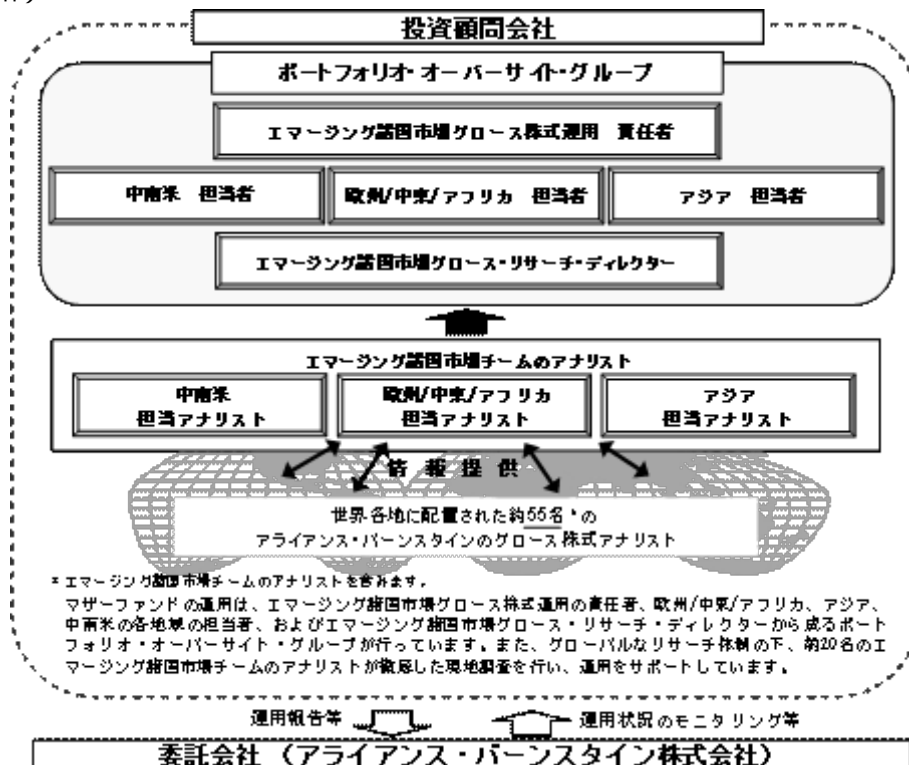 投資顧問会社
ポートフォリオ・オーバーサイト・グループ
エマージング諸国市場グロース株式運用　責任者
中南米　担当者
欧州/中東/アフリカ　担当者
アジア　担当者
エマージング諸国市場グロース・リサーチ・ディレクター
エマージング諸国市場チームのアナリスト
中南米
担当アナリスト
欧州/中東/アフリカ
担当アナリスト
アジア
担当アナリスト
情報提供
世界各地に配置された約55名*の
アライアンス・バーンスタインのグロース株式アナリスト
* エマージング諸国市場チームのアナリストを含みます。
マザーファンドの運用は、エマージング諸国市場グロース株式運用の責任者、欧州/中東/アフリカ、アジア、
中南米の各地域の担当者、およびエマージング諸国市場グロース・リサーチ・ディレクターから成るポート
フォリオ・オーバーサイト・グループが行っています。また、グローバルなリサーチ体制の下、約20名のエ
マージング諸国市場チームのアナリストが徹底した現地調査を行い、運用をサポートしています。
運用報告等
運用状況のモニタリング等
委託会社（アライアンス・バーンスタイン株式会社）